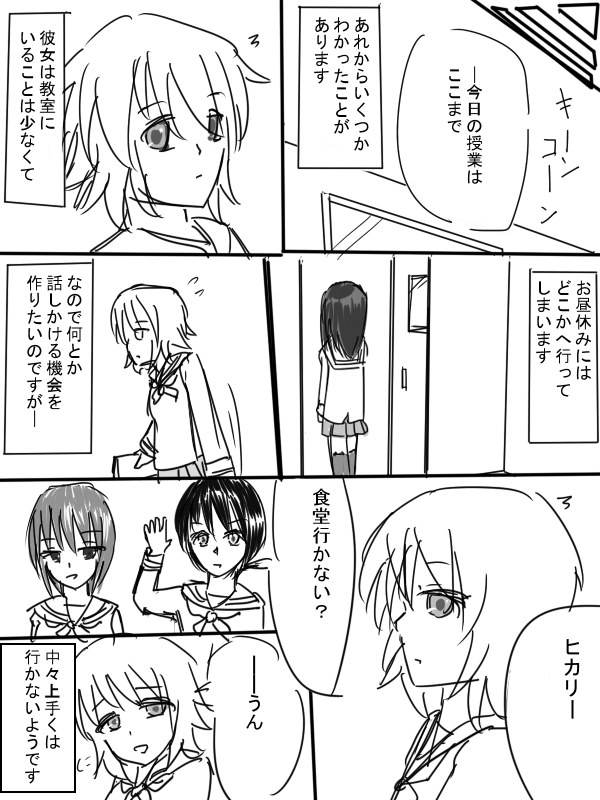 キーン
コーン
―今日の授業は
ここまで
あれからいくつか
わかったことが
あります
彼女は教室に
いることは少なくて
お昼休みには
どこかへ行って
しまいます
なので何とか
話しかける機会を
作りたいのですが―
ヒカリー
食堂行かない？
――うん
中々上手くは
行かないようです